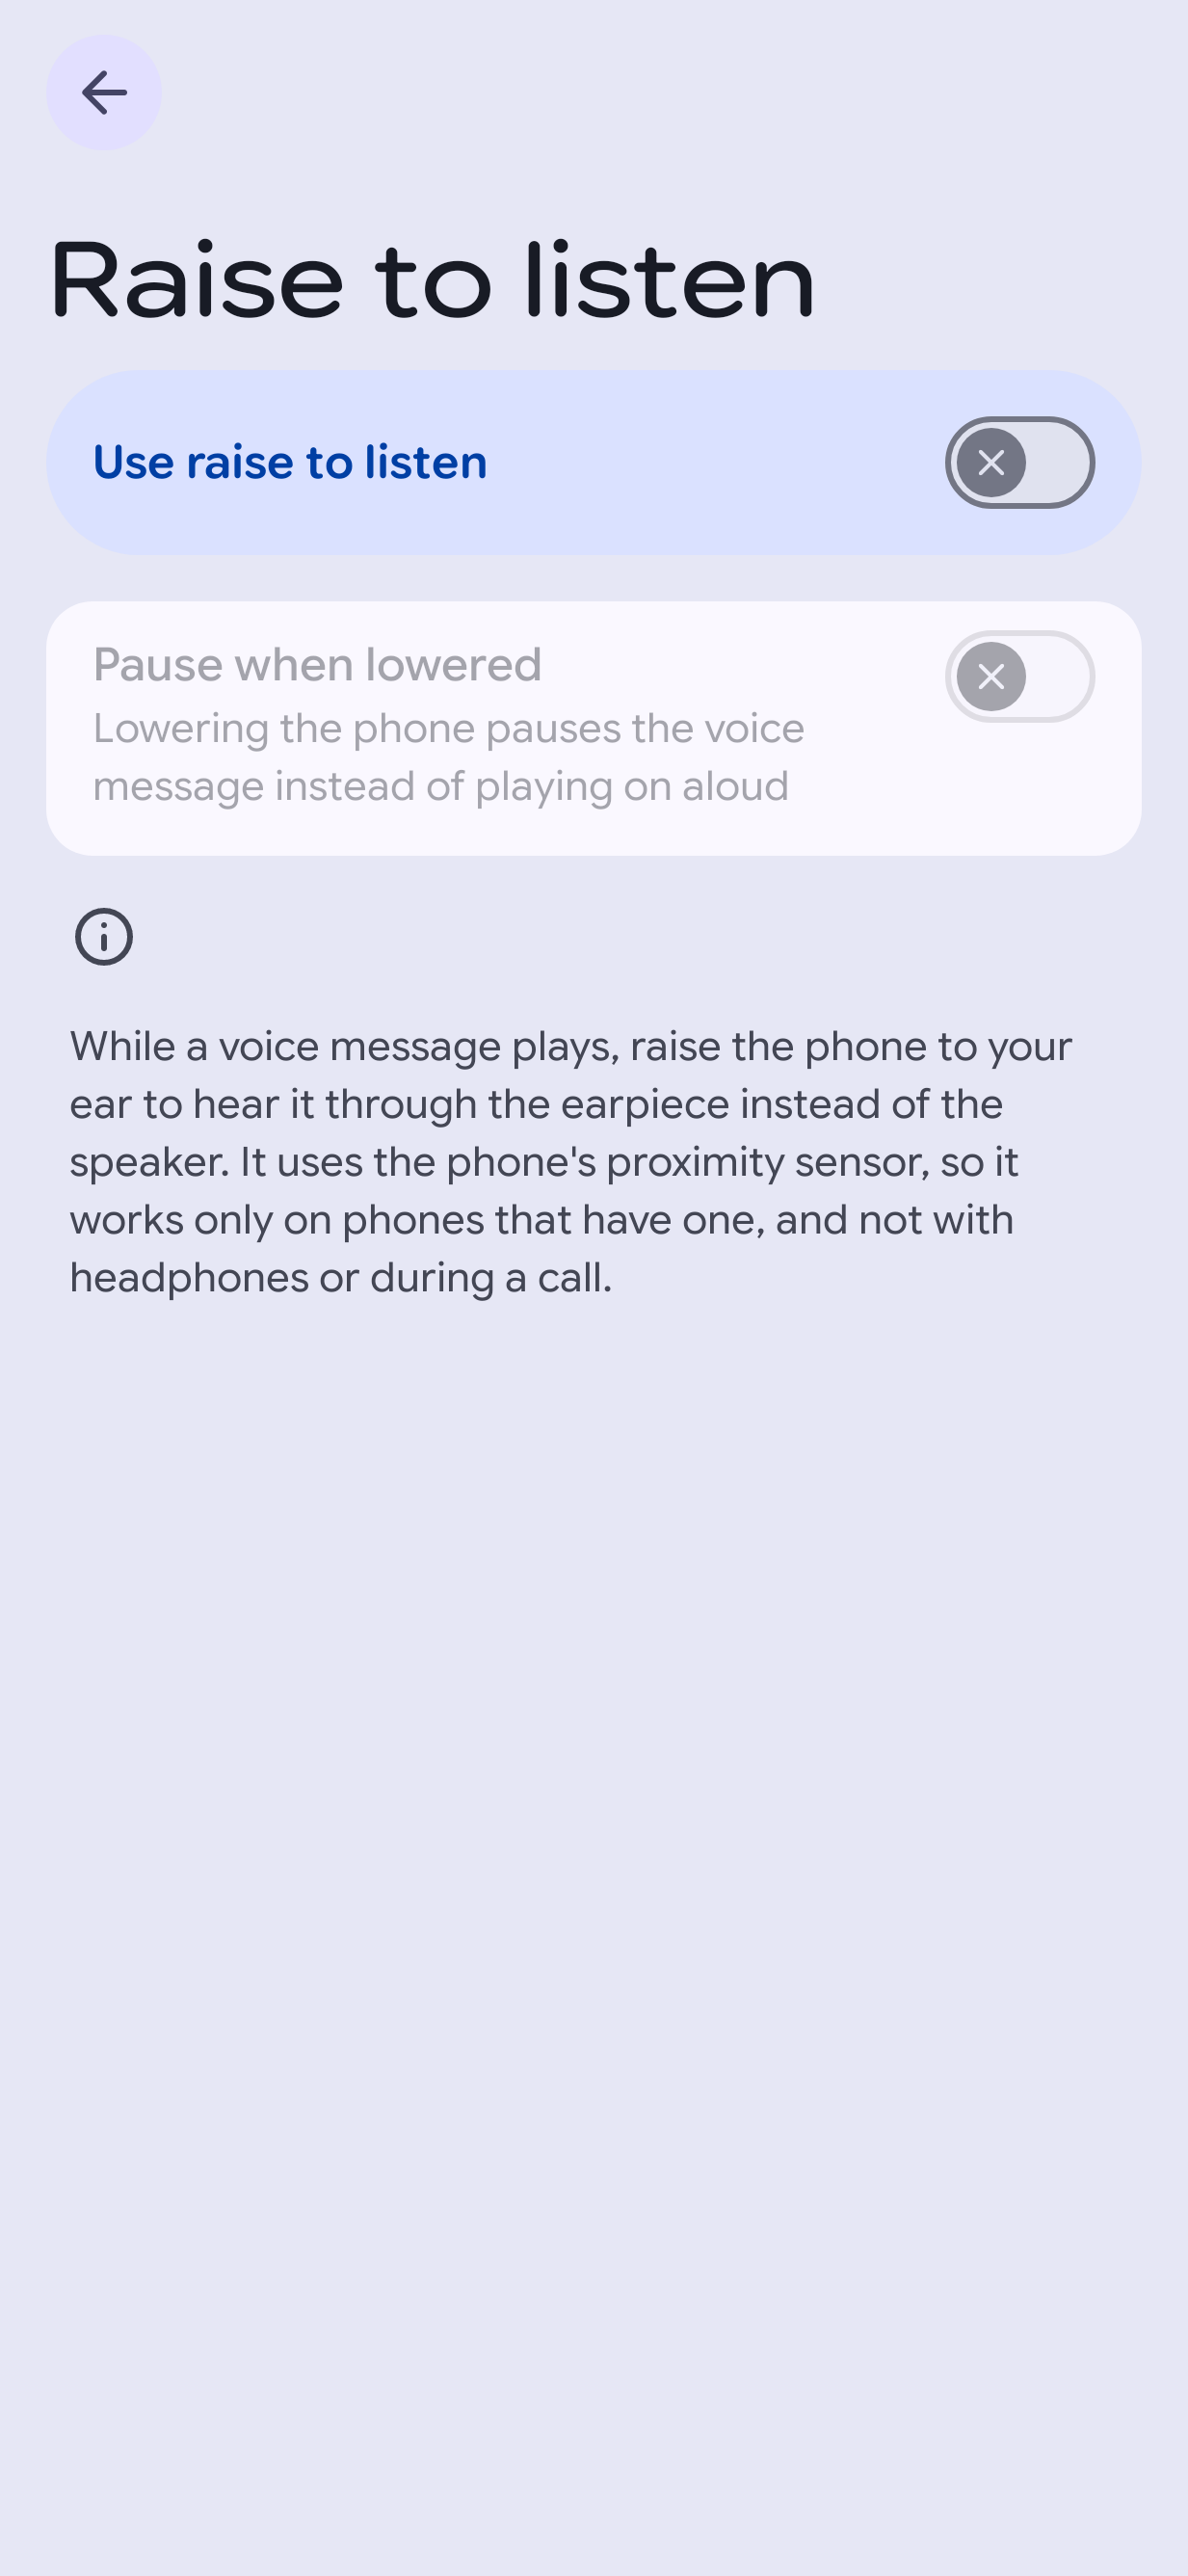 Raise to listen
Use raise to listen
Pause when lowered
Lowering the phone pauses the voice
message instead of playing on aloud
While a voice message plays, raise the phone to your
ear to hear it through the earpiece instead of the
speaker. It uses the phone's proximity sensor, so it
works only on phones that have one, and not with
headphones or during a call.